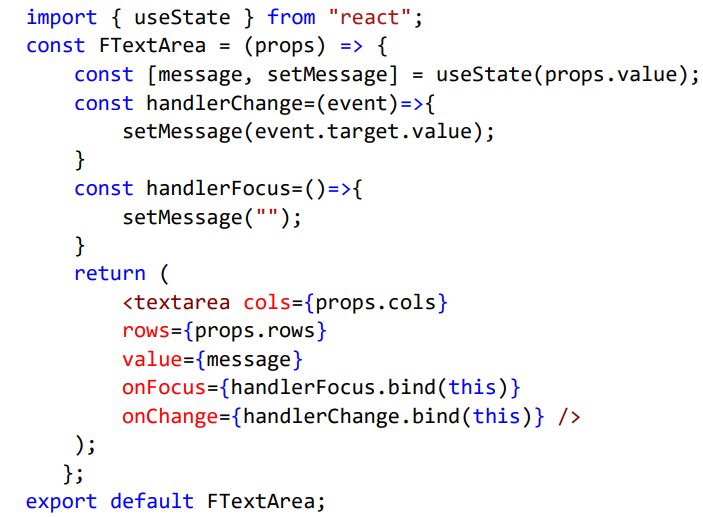 import { useState } from "react";
const FTextArea = (props) => {
    const [message, setMessage] = useState(props.value);
    const handlerChange=(event)=>{
        setMessage(event.target.value);
    }
    const handlerFocus=()=>{
        setMessage("");
    }
    return (
        <textarea cols={props.cols}
        rows={props.rows}
        value={message}
        onFocus={handlerFocus.bind(this)}
        onChange={handlerChange.bind(this)} />
    );
   };
export default FTextArea;